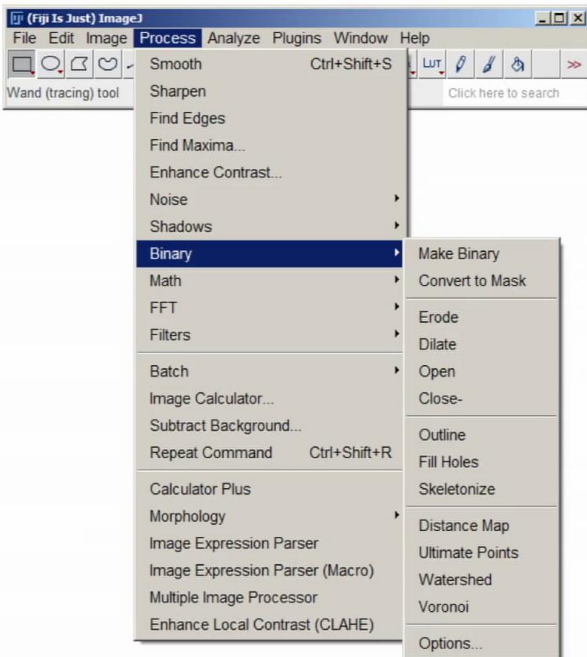 (Fiji Is Just) ImageJ
File Edit Image Process Analyze Plugins Window Help
LUT
>>
Wand (tracing) tool
Click here to search
Smooth Ctrl+Shift+S
Sharpen
Find Edges
Find Maxima...
Enhance Contrast...
Noise
Shadows
Binary
Math
FFT
Filters
Batch
Image Calculator...
Subtract Background...
Repeat Command Ctrl+Shift+R
Calculator Plus
Morphology
Image Expression Parser
Image Expression Parser (Macro)
Multiple Image Processor
Enhance Local Contrast (CLAHE)
Make Binary
Convert to Mask
Erode
Dilate
Open
Close-
Outline
Fill Holes
Skeletonize
Distance Map
Ultimate Points
Watershed
Voronoi
Options...